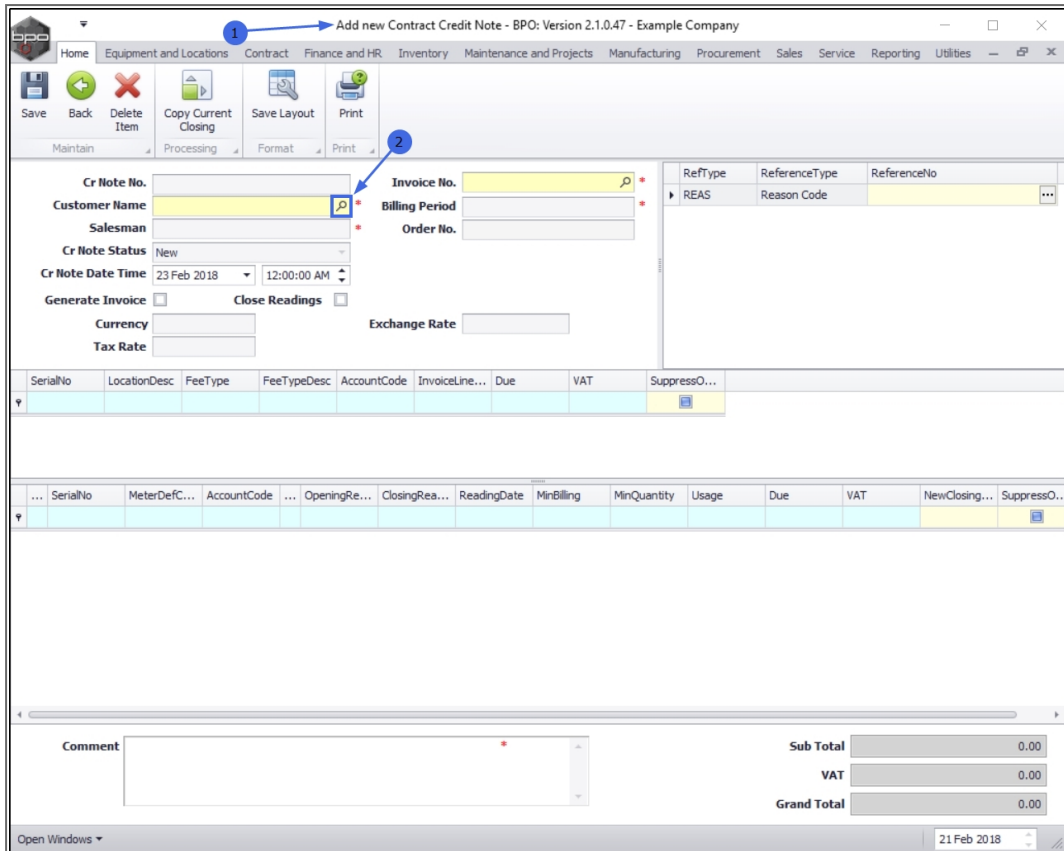 Add new Contract Credit Note - BPO: Version 2.1.0.47 - Example Company
1
bpo
Home Equipment and Locations Contract Finance and HR Inventory Maintenance and Projects Manufacturing Procurement Sales Service Reporting Utilities
Save Back Delete Item Copy Current Closing Save Layout Print
Maintain Processing Format Print
2
Cr Note No. Invoice No. *
Customer Name * Billing Period *
Salesman * Order No.
Cr Note Status New
Cr Note Date Time 23 Feb 2018 12:00:00 AM
Generate Invoice Close Readings
Currency Exchange Rate
Tax Rate
RefType ReferenceType ReferenceNo
REAS Reason Code ...
SerialNo LocationDesc FeeType FeeTypeDesc AccountCode InvoiceLine... Due VAT SuppressO...
... SerialNo MeterDefC... AccountCode ... OpeningRe... ClosingRea... ReadingDate MinBilling MinQuantity Usage Due VAT NewClosing... SuppressO...
Comment *
Sub Total 0.00
VAT 0.00
Grand Total 0.00
Open Windows 21 Feb 2018